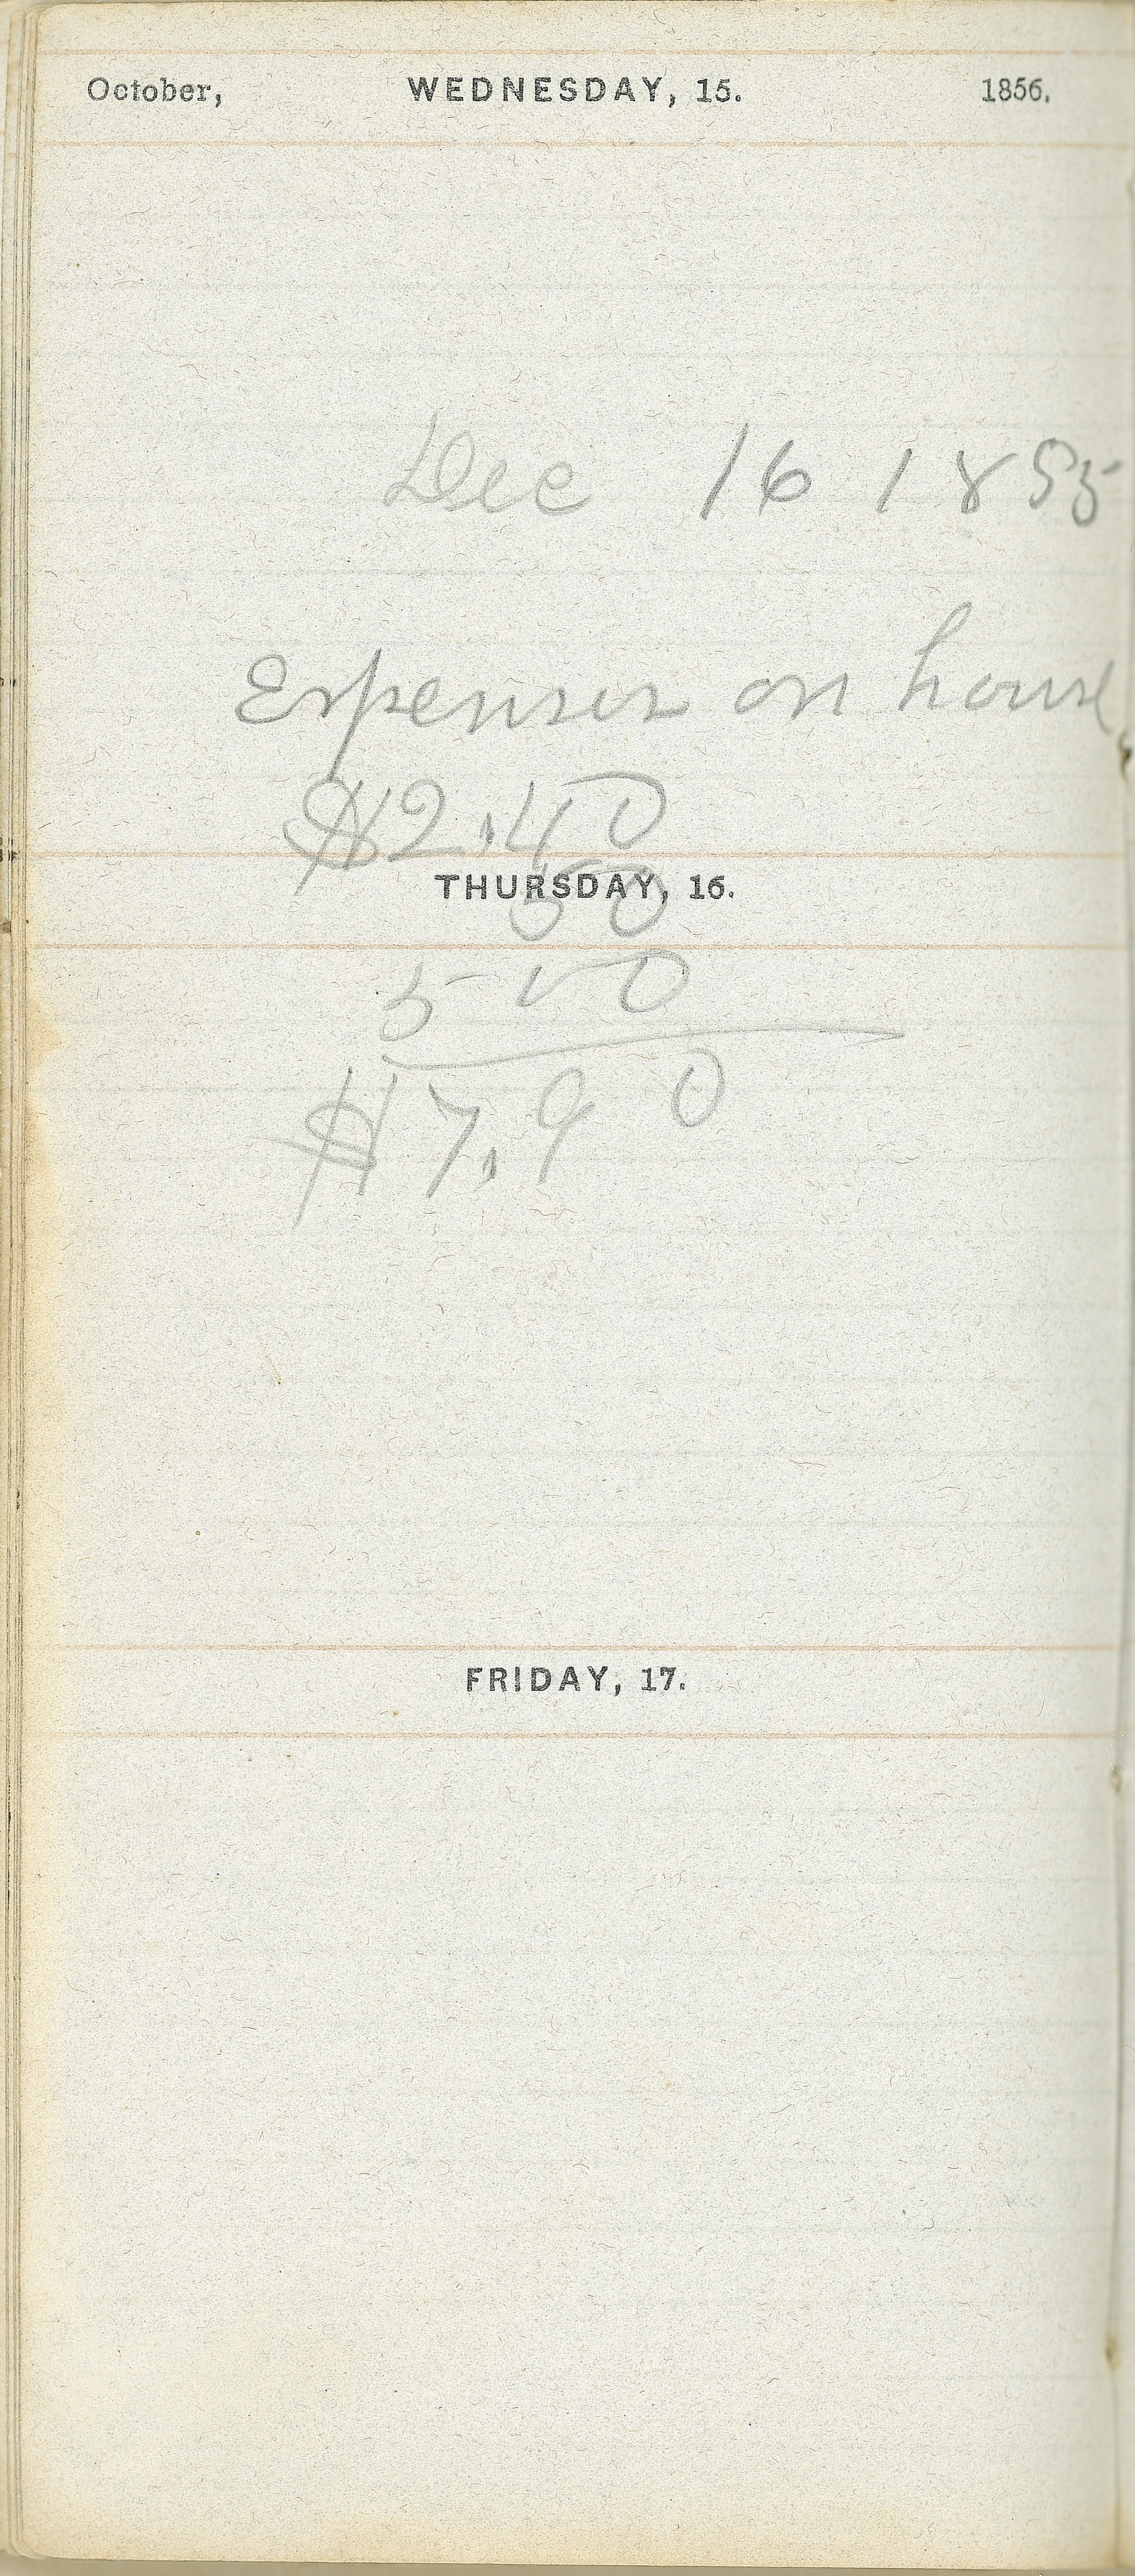 October, WEDNESDAY, 15. 1856.
Dec 16 1885
Expenses on house
$2.40
THURSDAY, 16.
50
5 00
$7.90
FRIDAY, 17.